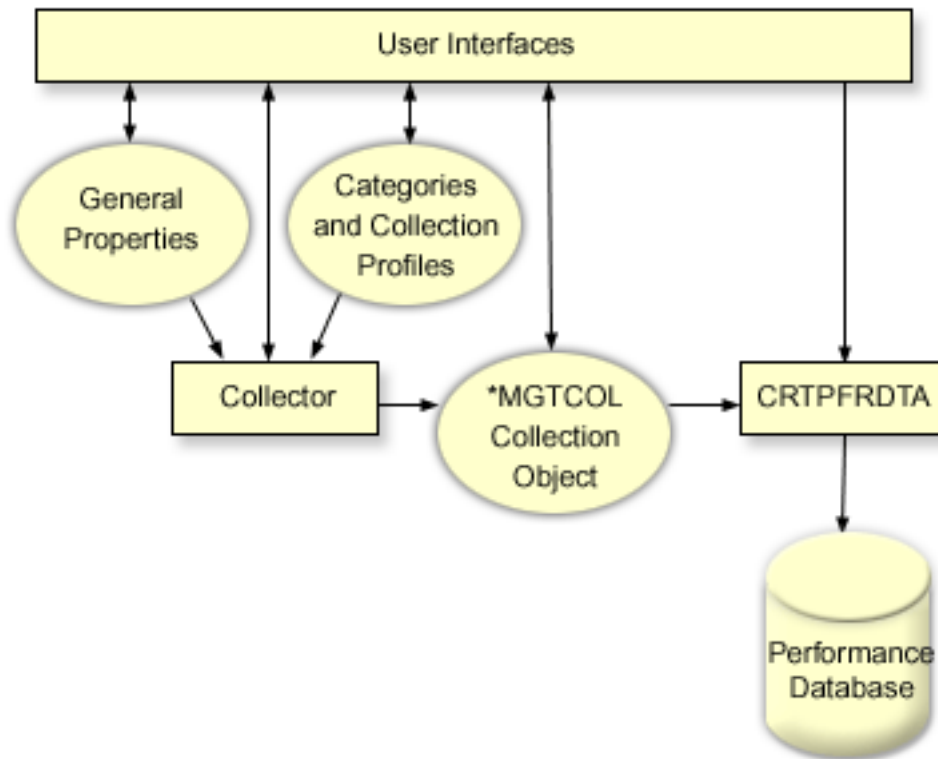 User Interfaces
General
Properties
Categories
and Collection
Profiles
Collector
*MGTCOL
Collection
Object
CRTPFRDTA
Performance
Database